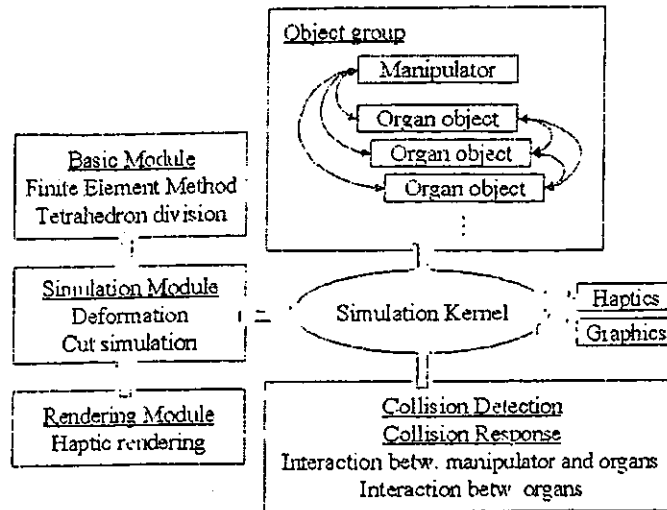 Object group
Manipulator
Organ object
Organ object
Organ object
Basic Module
Finite Element Method
Tetrahedron division
Simulation Module
Deformation
Cut simulation
Rendering Module
Haptic rendering
Simulation Kernel
Haptics
Graphics
Collision Detection
Collision Response
Interaction betw. manipulator and organs
Interaction betw organs